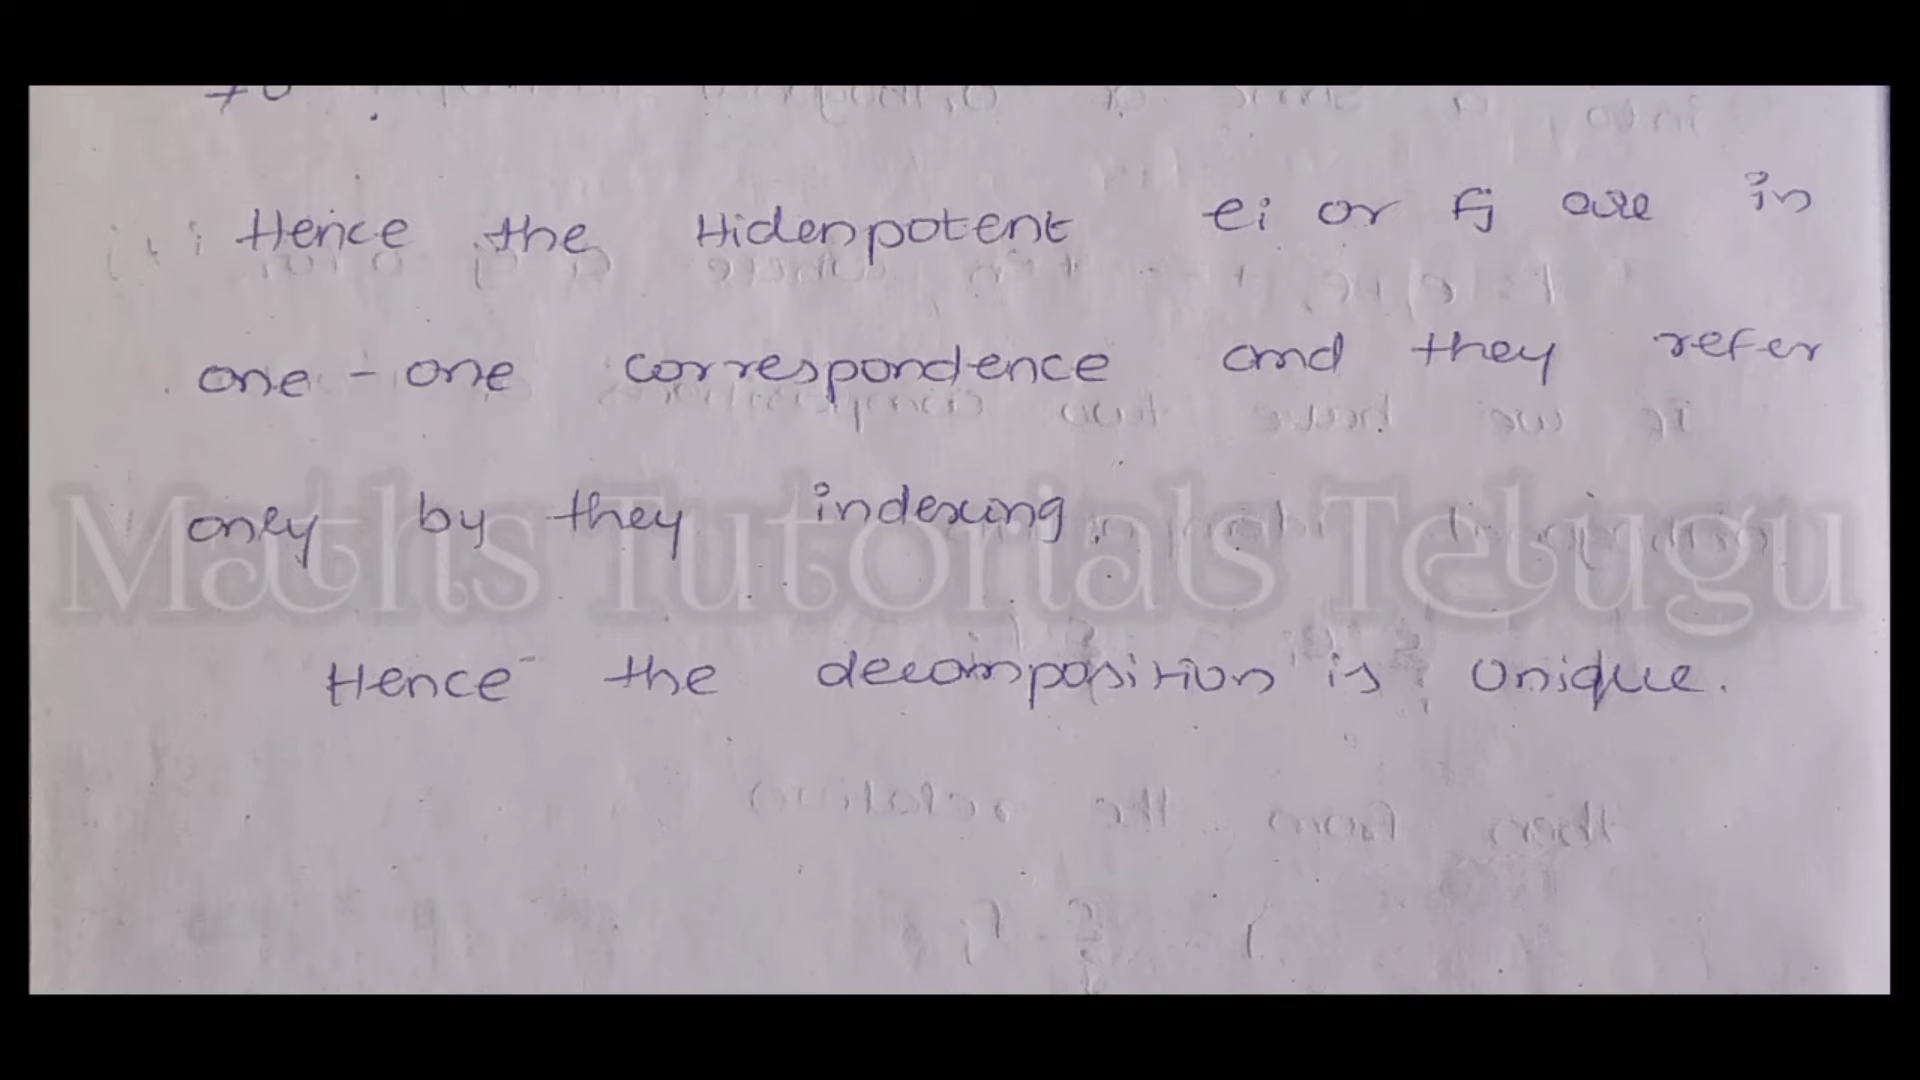 Hence the Hidenpotent ei or fj are in
one - one correspondence and they refer
only by they indexing.
Maths Tutorials Telugu
Hence the decomposition is unique.